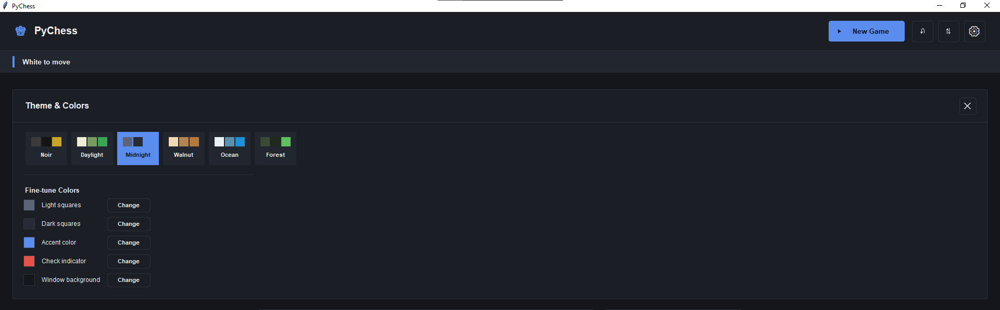 PyChess
PyChess
New Game
White to move
Theme & Colors
Noir
Daylight
Midnight
Walnut
Ocean
Forest
Fine-tune Colors
Light squares
Change
Dark squares
Change
Accent color
Change
Check indicator
Change
Window background
Change